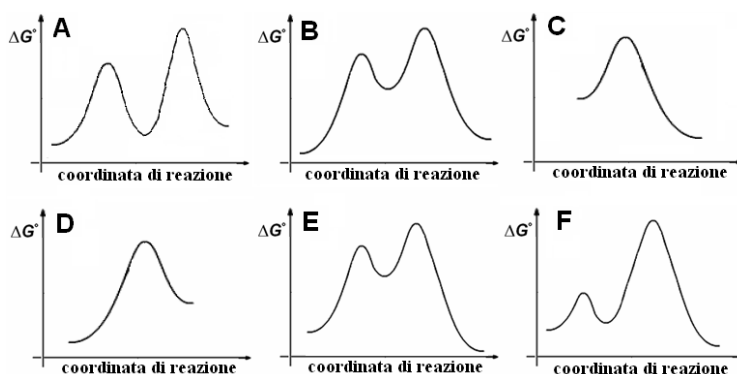 A
ΔG°
coordinata di reazione
B
ΔG°
coordinata di reazione
C
ΔG°
coordinata di reazione
D
ΔG°
coordinata di reazione
E
ΔG°
coordinata di reazione
F
ΔG°
coordinata di reazione